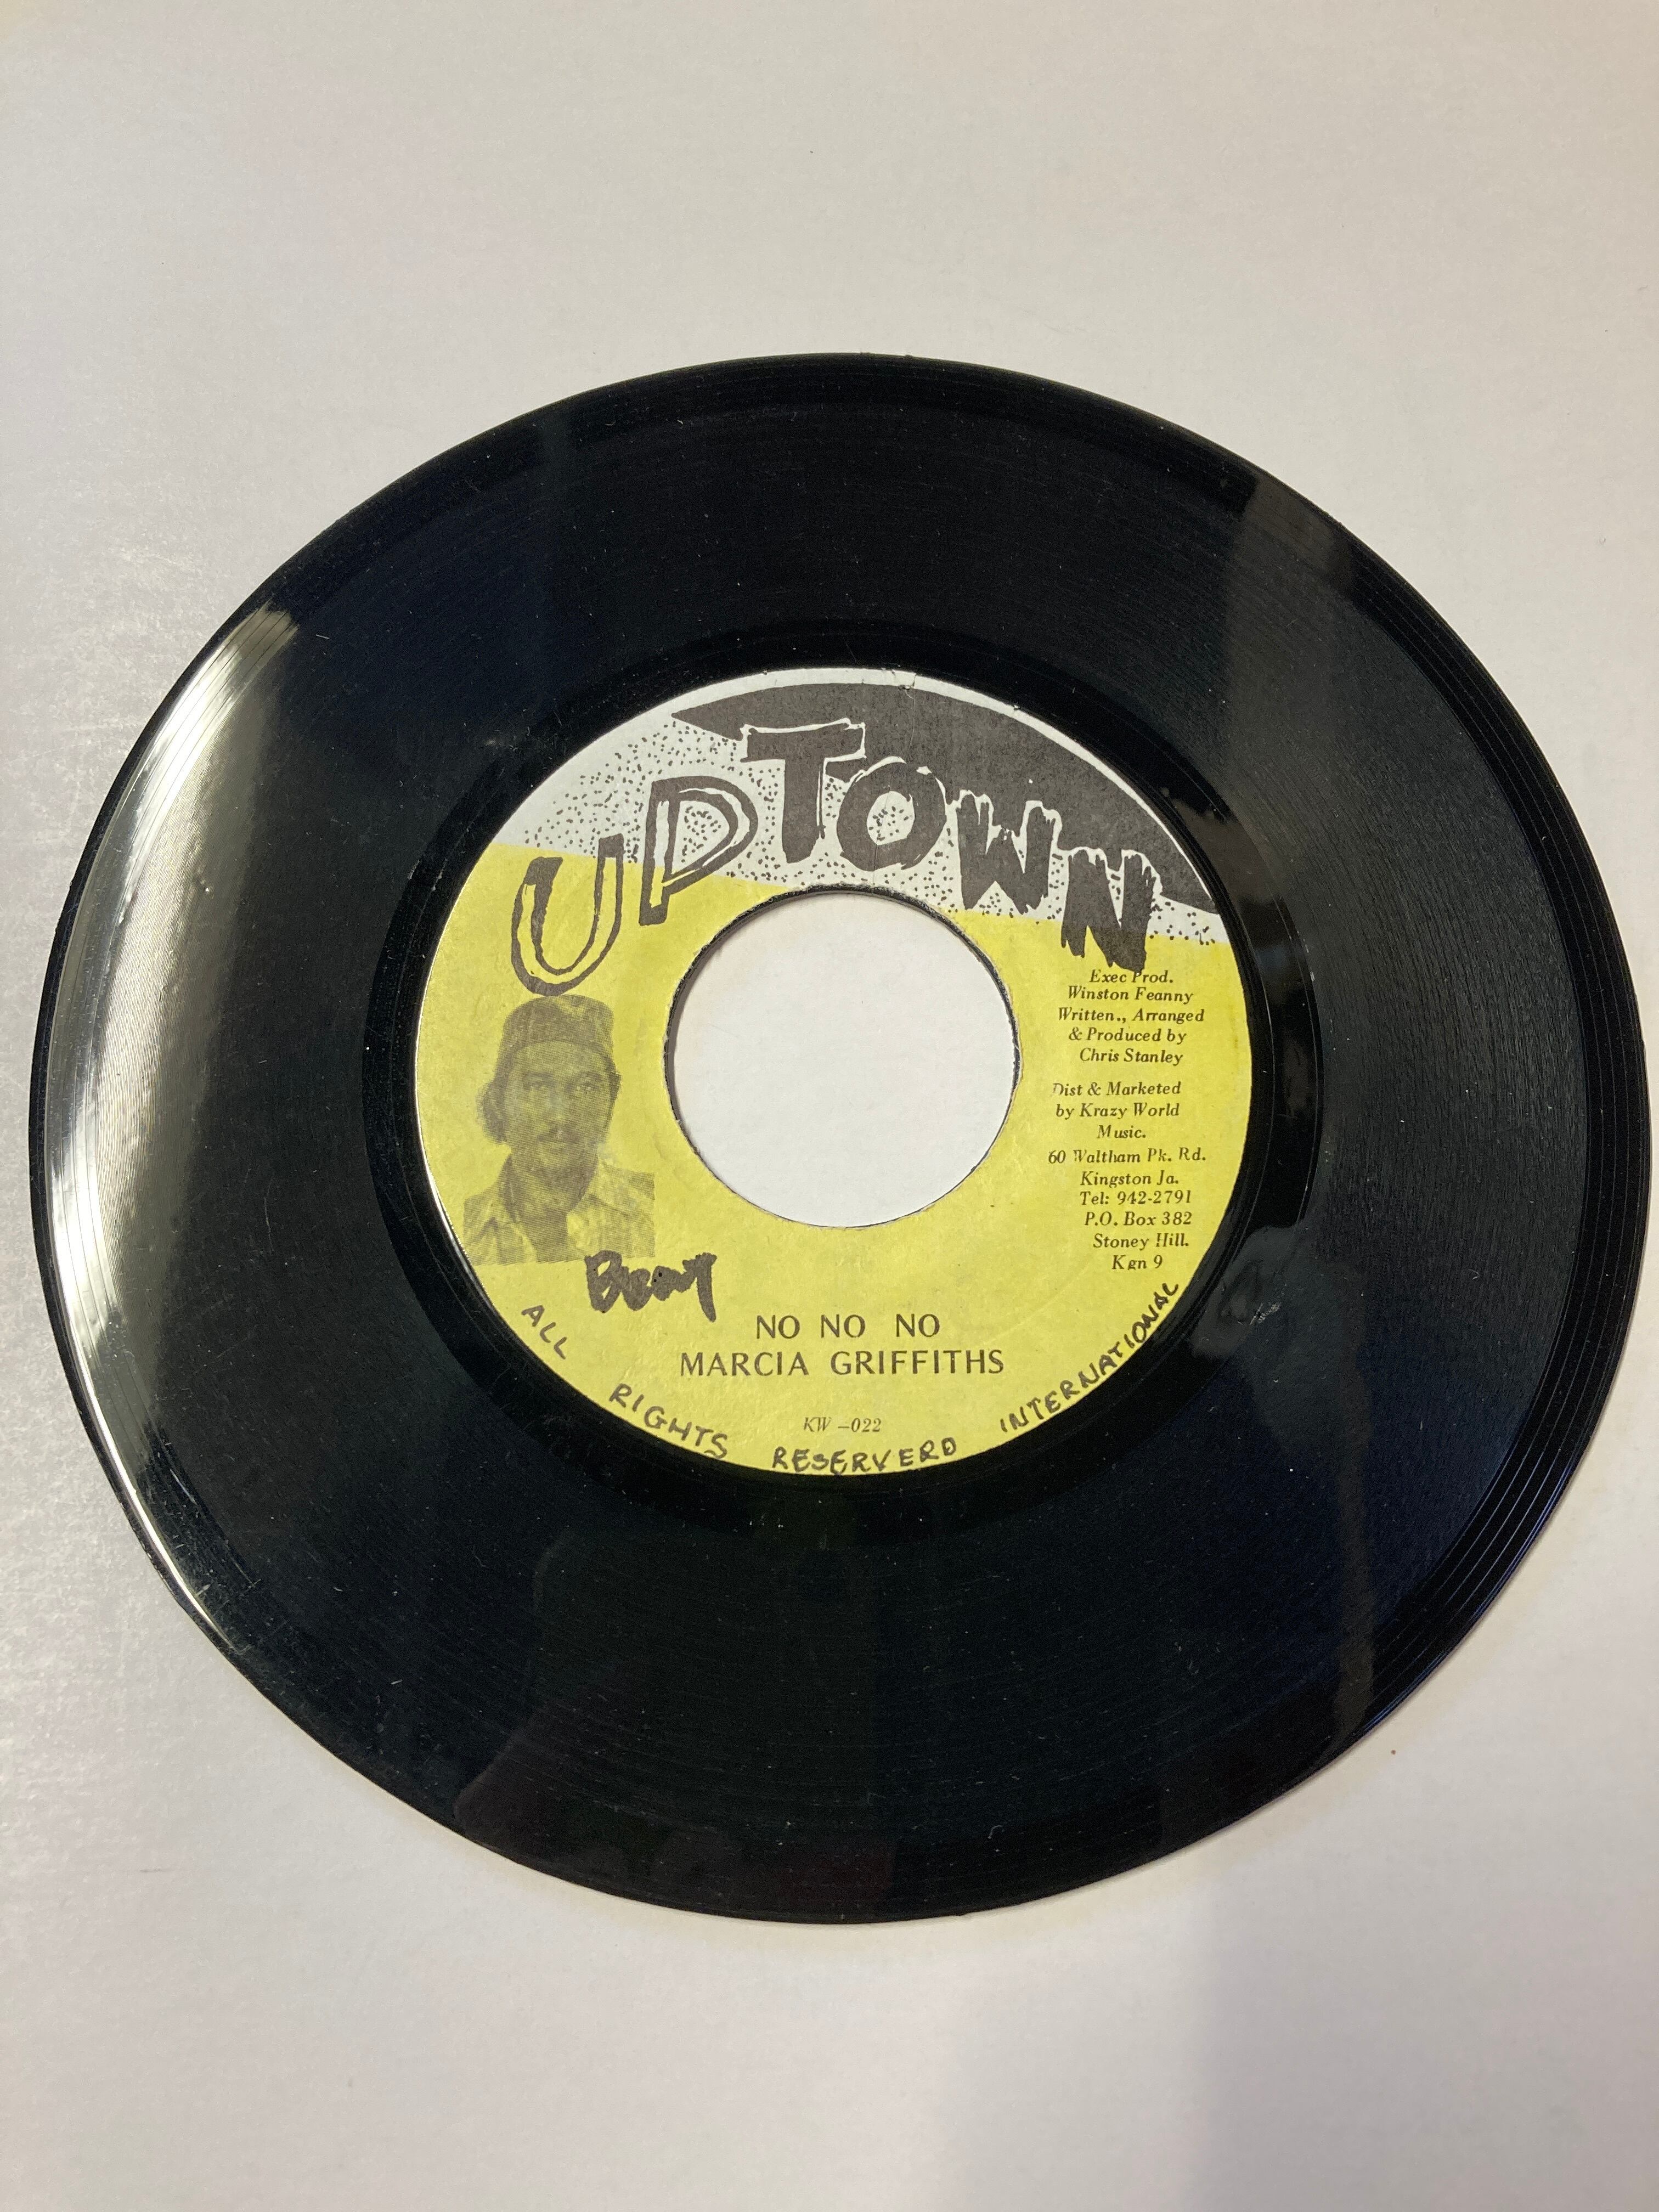 UPTOWN
Exec Prod.
Winston Feanny
Written., Arranged
& Produced by
Chris Stanley
Dist & Marketed
by Krazy World
Music.
60 Waltham Pk. Rd.
Kingston Ja.
Tel: 942-2791
P.O. Box 382
Stoney Hill.
Kgn 9
NO NO NO
MARCIA GRIFFITHS
KW-022
ALL RIGHTS RESERVERD INTERNATIONAL